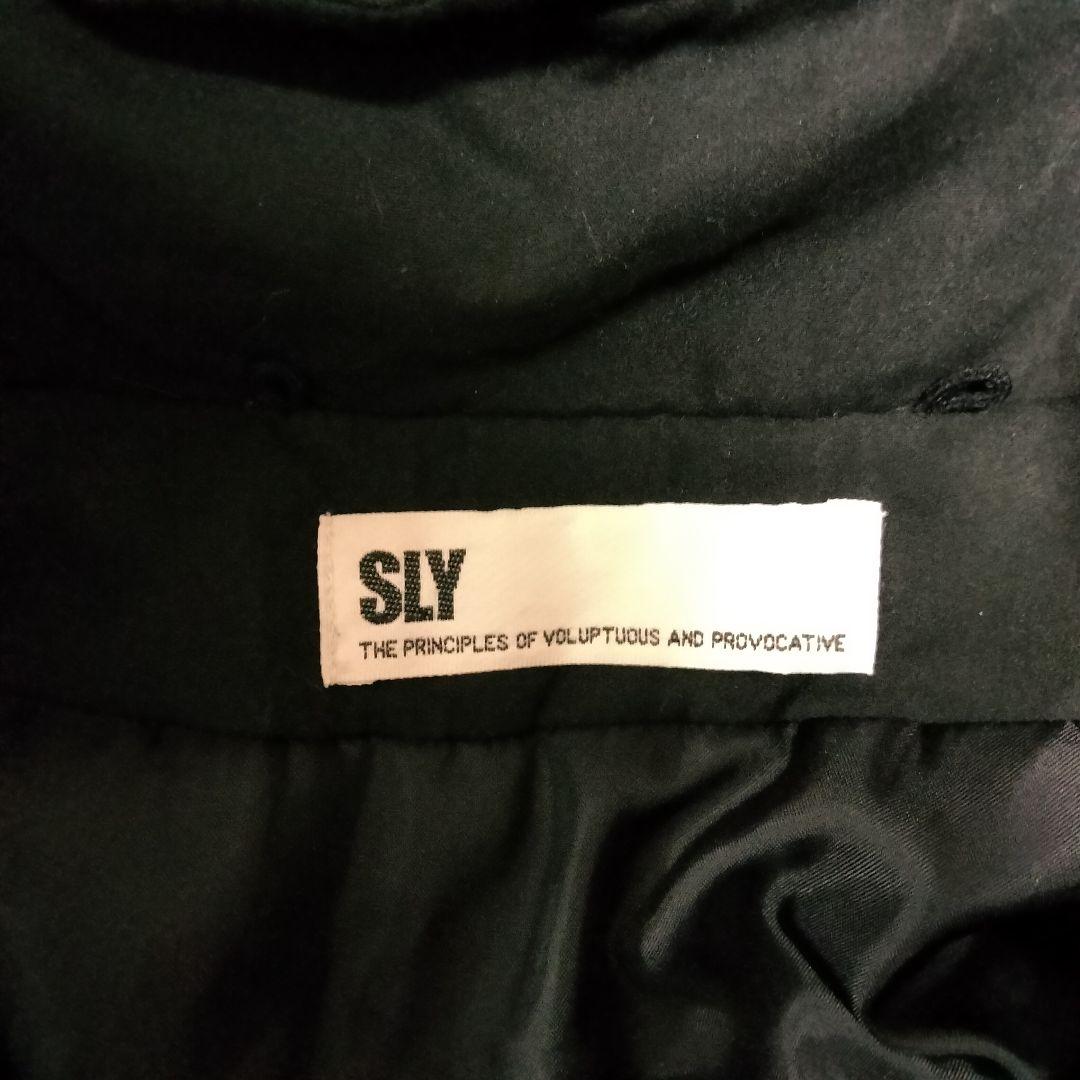 SLY
THE PRINCIPLES OF VOLUPTUOUS AND PROVOCATIVE